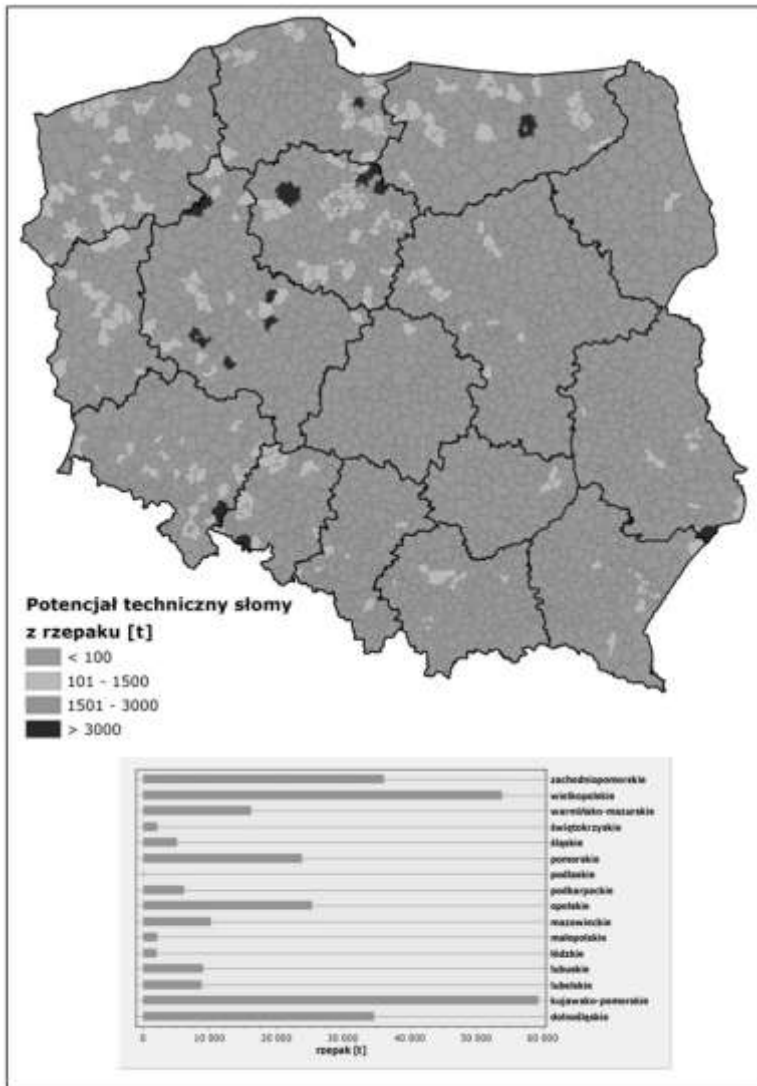 Potencjał techniczny słomy
z rzepaku [t]
< 100
101 - 1500
1501 - 3000
> 3000
zachodniopomorskie
wielkopolskie
warmińsko-mazurskie
świętokrzyskie
śląskie
pomorskie
podlaskie
podkarpackie
opolskie
mazowieckie
małopolskie
łódzkie
lubuskie
lubelskie
kujawsko-pomorskie
dolnośląskie
0 10 000 20 000 30 000 40 000 50 000 60 000
rzepak [t]